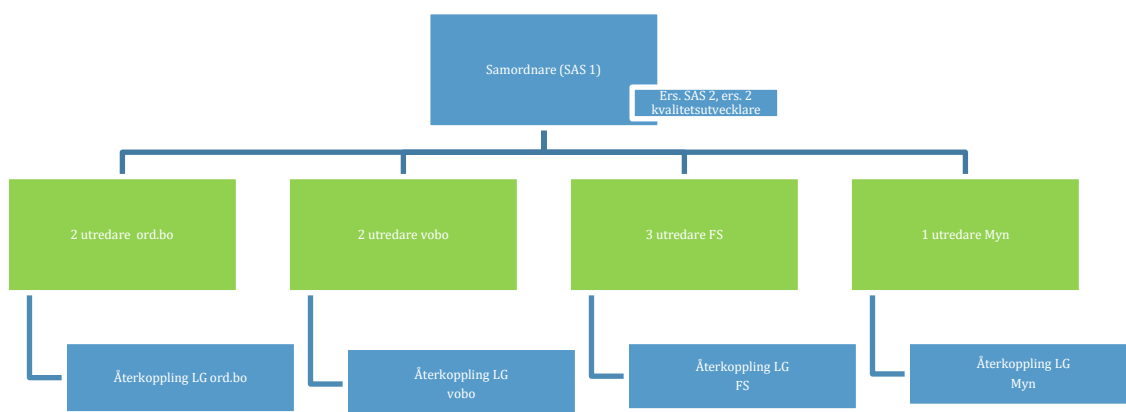 Samordnare (SAS 1)
Ers. SAS 2, ers. 2
kvalitetsutvecklare
2 utredare ord.bo
2 utredare vobo
3 utredare FS
1 utredare Myn
Återkoppling LG ord.bo
Återkoppling LG
vobo
Återkoppling LG
FS
Återkoppling LG
Myn